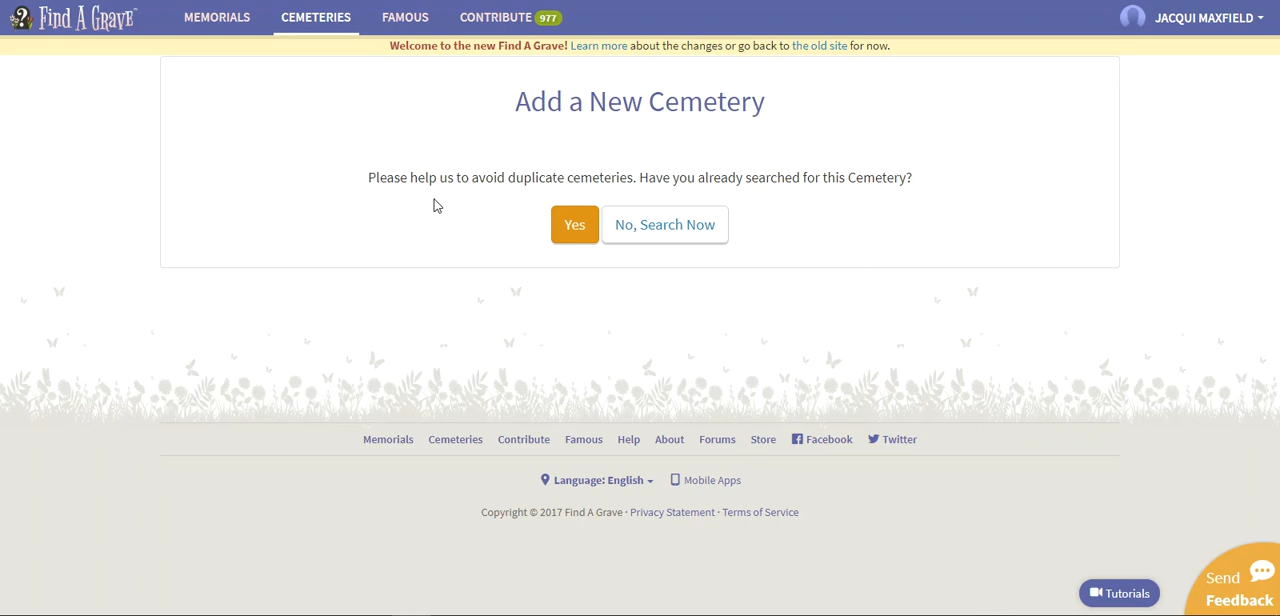 Find A Grave
MEMORIALS CEMETERIES FAMOUS CONTRIBUTE 977 JACQUI MAXFIELD
Welcome to the new Find A Grave! Learn more about the changes or go back to the old site for now.
Add a New Cemetery
Please help us to avoid duplicate cemeteries. Have you already searched for this Cemetery?
Yes No, Search Now
Memorials Cemeteries Contribute Famous Help About Forums Store Facebook Twitter
Language: English Mobile Apps
Copyright © 2017 Find A Grave · Privacy Statement · Terms of Service
Send
Feedback
Tutorials